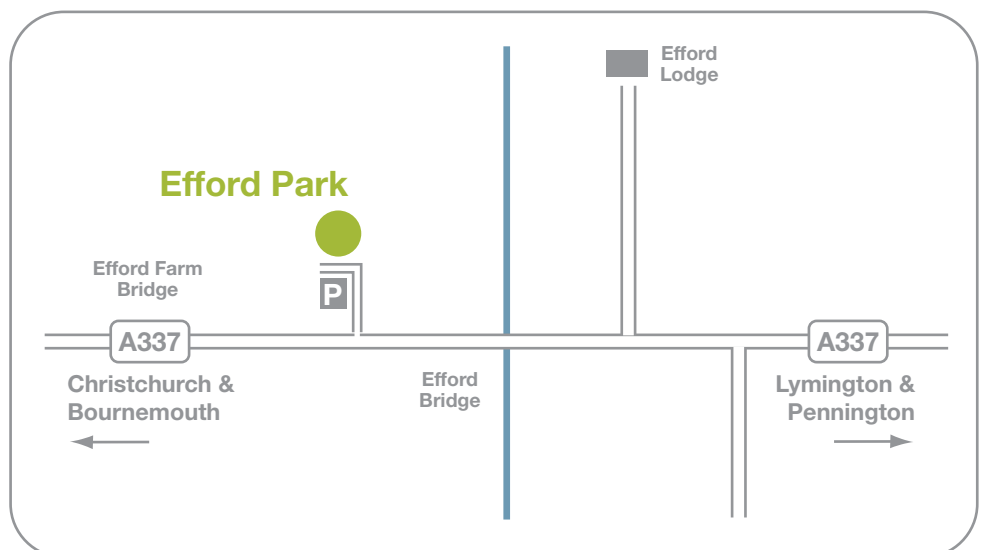 Efford
Lodge
Efford Park
Efford Farm
Bridge
P
A337
A337
Christchurch &
Bournemouth
Efford
Bridge
Lymington &
Pennington